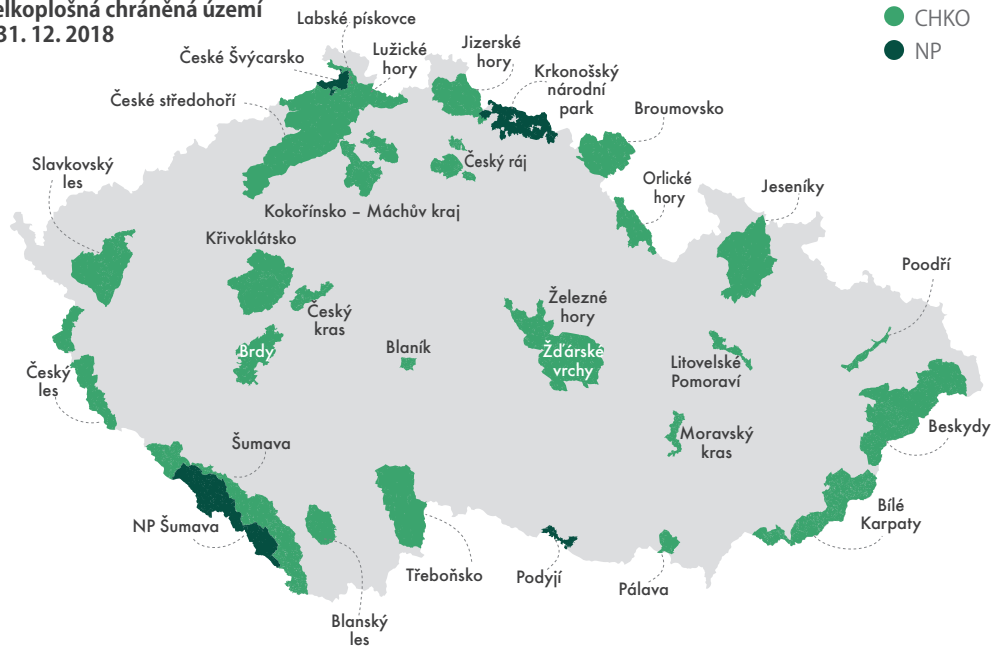 elkoplošná chráněná území
31. 12. 2018
CHKO
NP
Labské pískovce
České Švýcarsko
Lužické
hory
Jizerské
hory
Krkonošský
národní
park
České středohoří
Broumovsko
Slavkovský
les
Český ráj
Orlické
hory
Jeseníky
Kokořínsko – Máchův kraj
Křivoklátsko
Poodří
Český
kras
Železné
hory
Brdy
Blaník
Žďárské
vrchy
Litovelské
Pomoraví
Český
les
Beskydy
Moravský
kras
Šumava
NP Šumava
Bílé
Karpaty
Třeboňsko
Podyjí
Pálava
Blanský
les